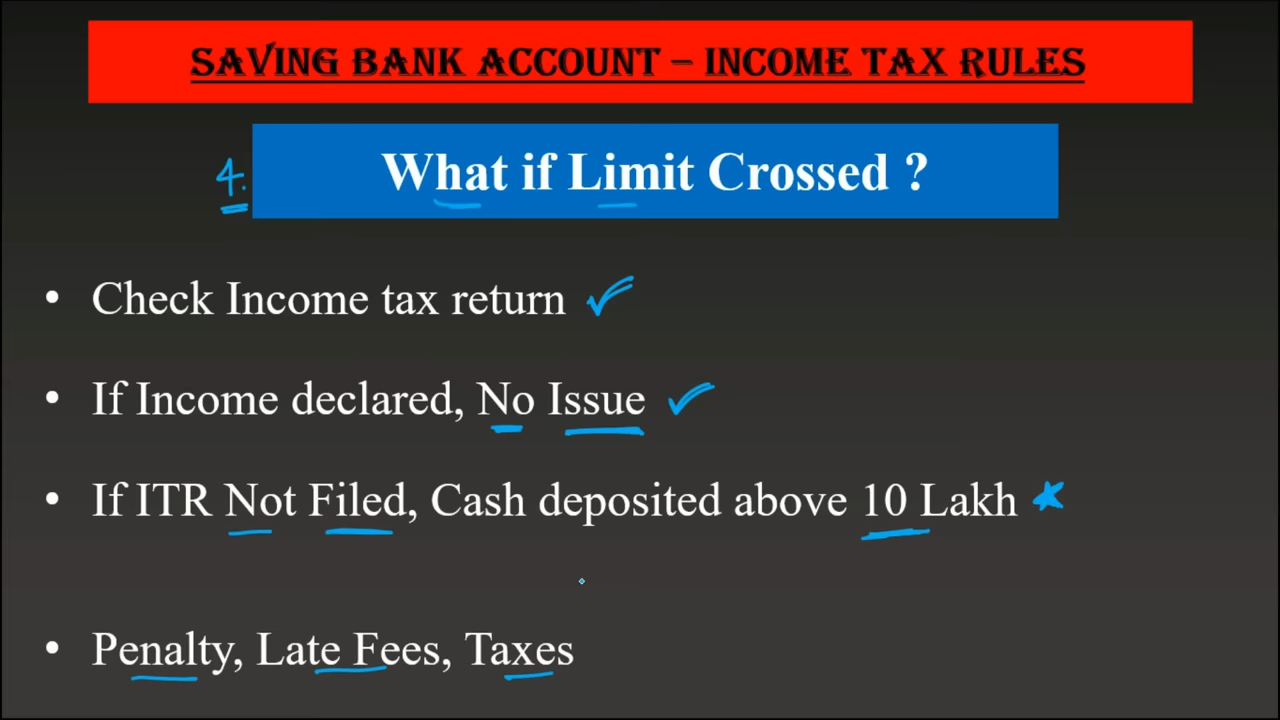 SAVING BANK ACCOUNT – INCOME TAX RULES
4.
What if Limit Crossed ?
• Check Income tax return
• If Income declared, No Issue
• If ITR Not Filed, Cash deposited above 10 Lakh
• Penalty, Late Fees, Taxes